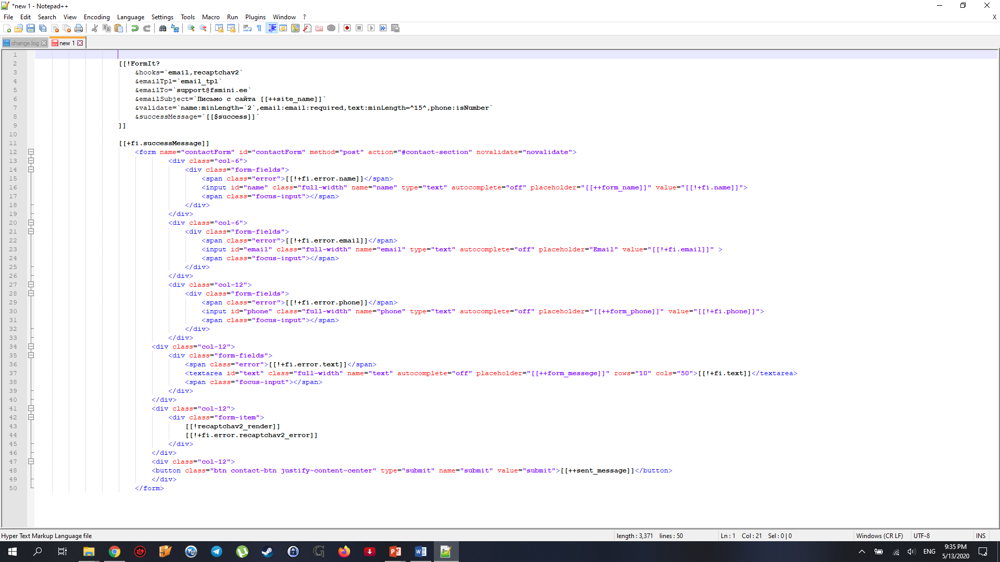 *new 1 - Notepad++
File Edit Search View Encoding Language Settings Tools Macro Run Plugins Window ? X
change.log new 1
1
2 [[!FormIt?
3 &hooks=`email,recaptchav2`
4 &emailTpl=`email_tpl`
5 &emailTo=`support@fsmini.ee`
6 &emailSubject=`Письмо с сайта [[++site_name]]`
7 &validate=`name:minLength=`2`,email:email:required,text:minLength=^15^,phone:isNumber`
8 &successMessage=`[[$success]]`
9 ]]
10
11 [[+fi.successMessage]]
12 <form name="contactForm" id="contactForm" method="post" action="#contact-section" novalidate="novalidate">
13 <div class="col-6">
14 <div class="form-fields">
15 <span class="error">[[!+fi.error.name]]</span>
16 <input id="name" class="full-width" name="name" type="text" autocomplete="off" placeholder="[[++form_name]]" value="[[!+fi.name]]">
17 <span class="focus-input"></span>
18 </div>
19 </div>
20 <div class="col-6">
21 <div class="form-fields">
22 <span class="error">[[!+fi.error.email]]</span>
23 <input id="email" class="full-width" name="email" type="text" autocomplete="off" placeholder="Email" value="[[!+fi.email]]" >
24 <span class="focus-input"></span>
25 </div>
26 </div>
27 <div class="col-12">
28 <div class="form-fields">
29 <span class="error">[[!+fi.error.phone]]</span>
30 <input id="phone" class="full-width" name="phone" type="text" autocomplete="off" placeholder="[[++form_phone]]" value="[[!+fi.phone]]">
31 <span class="focus-input"></span>
32 </div>
33 </div>
34 <div class="col-12">
35 <div class="form-fields">
36 <span class="error">[[!+fi.error.text]]</span>
37 <textarea id="text" class="full-width" name="text" autocomplete="off" placeholder="[[++form_messege]]" rows="10" cols="50">[[!+fi.text]]</textarea>
38 <span class="focus-input"></span>
39 </div>
40 </div>
41 <div class="col-12">
42 <div class="form-item">
43 [[!recaptchav2_render]]
44 [[!+fi.error.recaptchav2_error]]
45 </div>
46 </div>
47 <div class="col-12">
48 <button class="btn contact-btn justify-content-center" type="submit" name="submit" value="submit">[[++sent_message]]</button>
49 </div>
50 </form>
Hyper Text Markup Language file length : 3,371 lines : 50 Ln : 1 Col : 21 Sel : 0 | 0 Windows (CR LF) UTF-8 INS
ENG 9:35 PM
5/13/2020